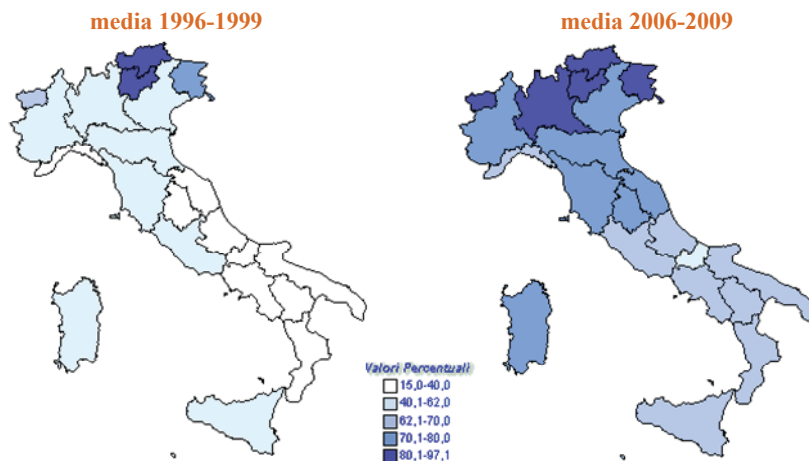 media 1996-1999
media 2006-2009
Valori Percentuali
15,0-40,0
40,1-62,0
62,1-70,0
70,1-80,0
80,1-97,1